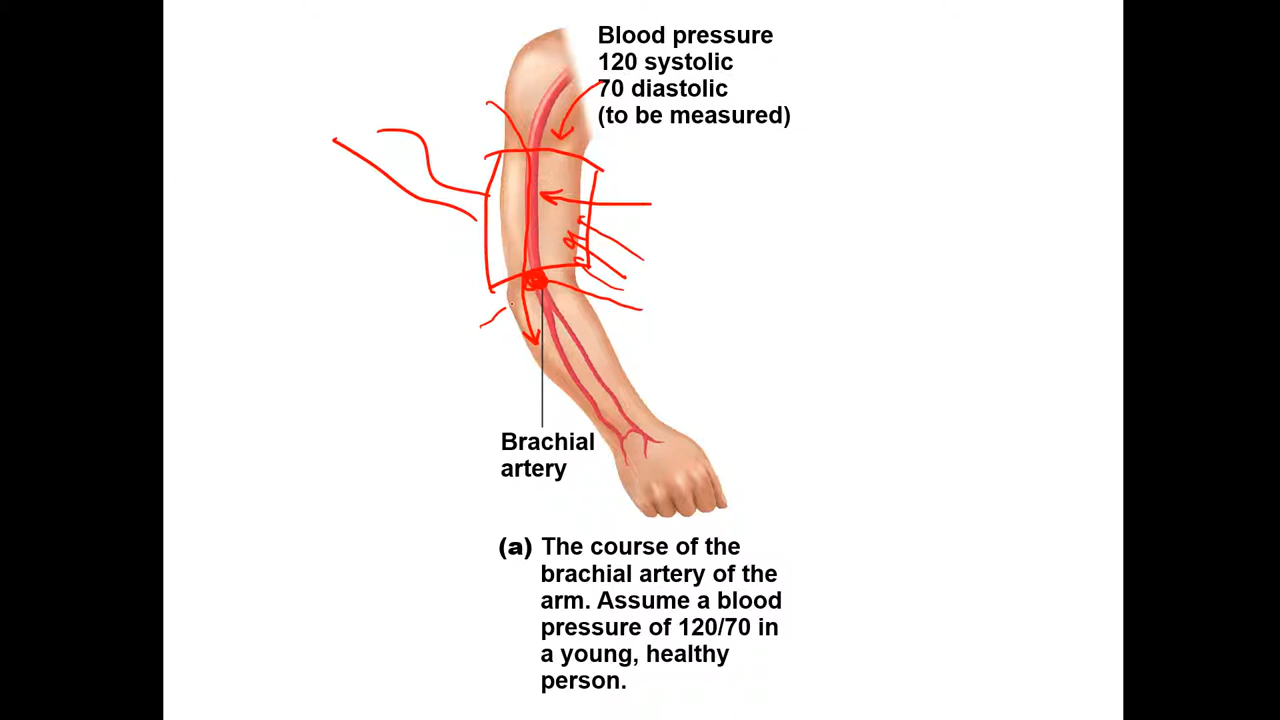 Blood pressure
120 systolic
70 diastolic
(to be measured)
Brachial
artery
(a) The course of the
brachial artery of the
arm. Assume a blood
pressure of 120/70 in
a young, healthy
person.